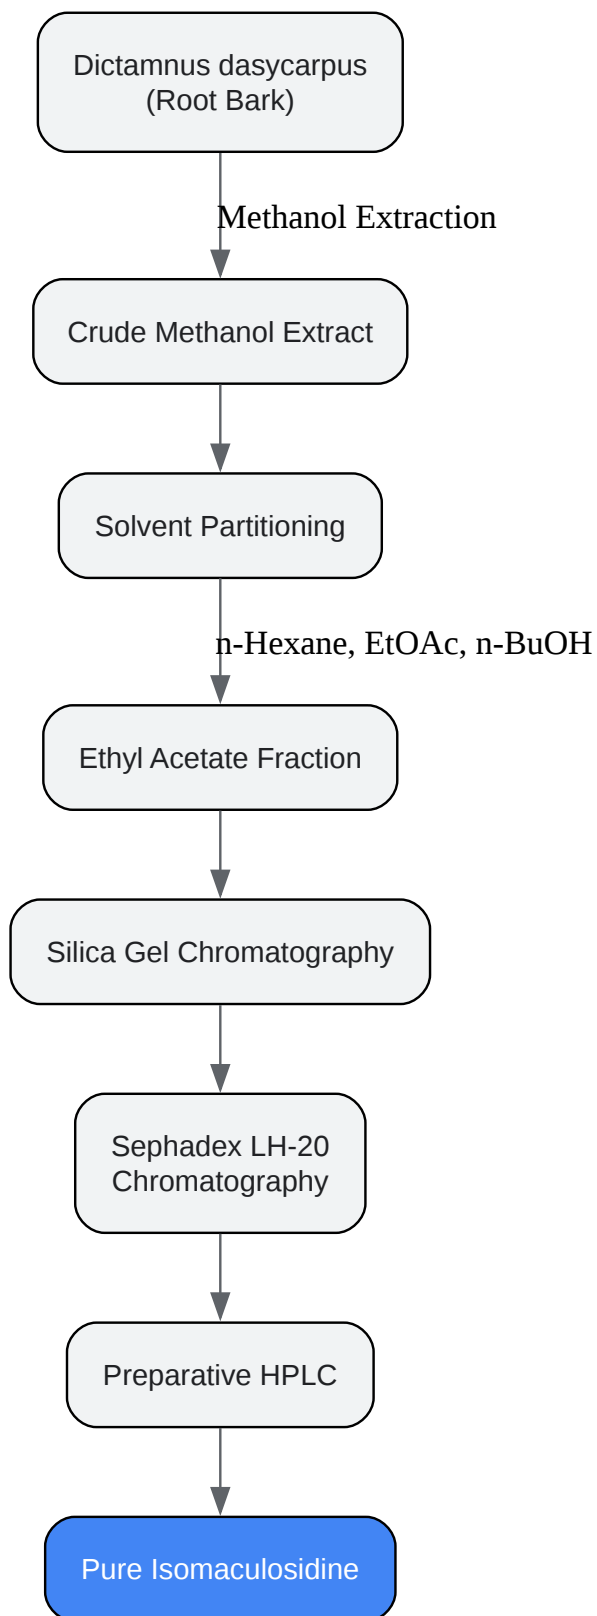 Dictamnus dasycarpus
(Root Bark)
Methanol Extraction
Crude Methanol Extract
Solvent Partitioning
n-Hexane, EtOAc, n-BuOH
Ethyl Acetate Fraction
Silica Gel Chromatography
Sephadex LH-20
Chromatography
Preparative HPLC
Pure Isomaculosidine